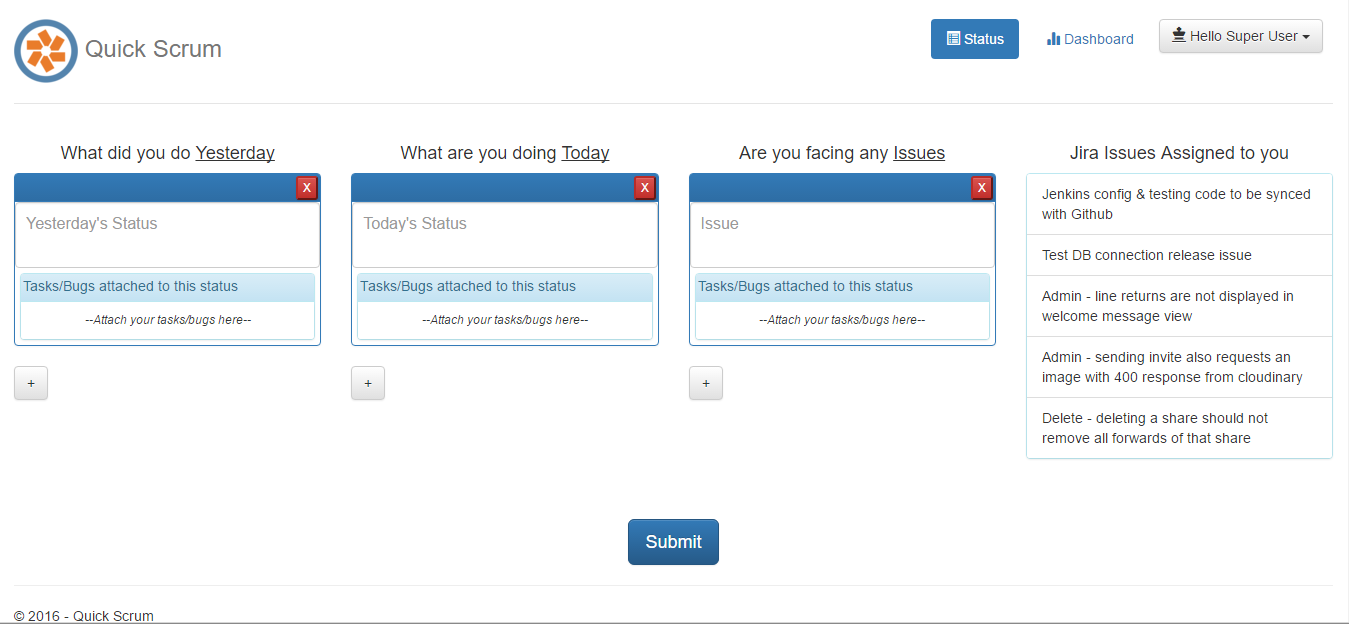 Quick Scrum
Status
Dashboard
Hello Super User
What did you do Yesterday
X
Yesterday's Status
Tasks/Bugs attached to this status
--Attach your tasks/bugs here--
+
What are you doing Today
X
Today's Status
Tasks/Bugs attached to this status
--Attach your tasks/bugs here--
+
Are you facing any Issues
X
Issue
Tasks/Bugs attached to this status
--Attach your tasks/bugs here--
+
Jira Issues Assigned to you
Jenkins config & testing code to be synced
with Github
Test DB connection release issue
Admin - line returns are not displayed in
welcome message view
Admin - sending invite also requests an
image with 400 response from cloudinary
Delete - deleting a share should not
remove all forwards of that share
Submit
© 2016 - Quick Scrum